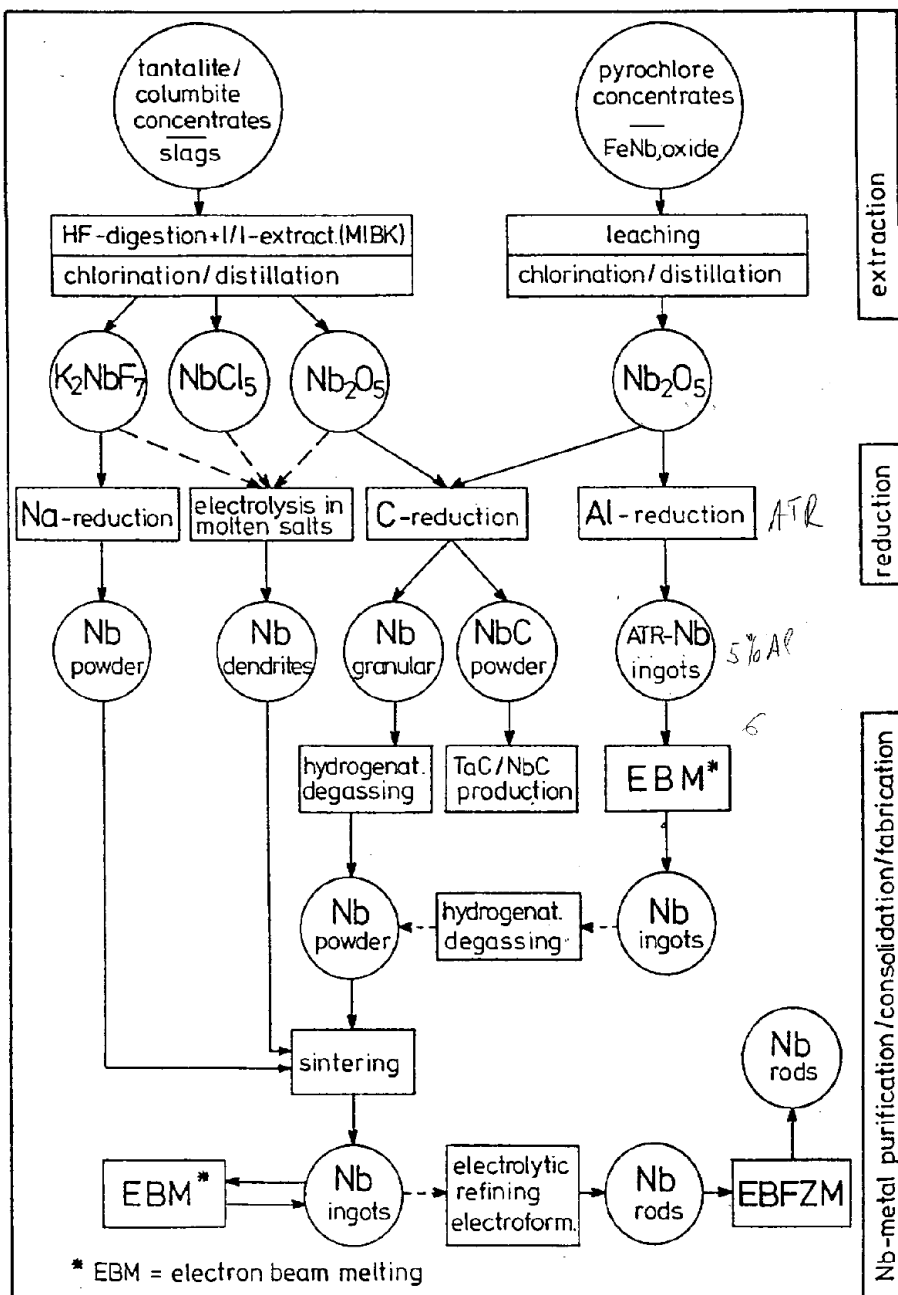 tantalite/
columbite
concentrates
slags
pyrochlore
concentrates
FeNb,oxide
extraction
HF-digestion+l/l-extract.(MIBK)
chlorination/distillation
leaching
chlorination/distillation
K₂NbF₇
NbCl₅
Nb₂O₅
Nb₂O₅
reduction
Na-reduction
electrolysis in
molten salts
C-reduction
Al-reduction
ATR
Nb
powder
Nb
dendrites
Nb
granular
NbC
powder
ATR-Nb
ingots
5% Al
6
Nb-metal purification/consolidation/fabrication
hydrogenat.
degassing
TaC/NbC
production
EBM*
Nb
powder
hydrogenat.
degassing
Nb
ingots
sintering
Nb
rods
EBM*
Nb
ingots
electrolytic
refining
electroform.
Nb
rods
EBFZM
* EBM = electron beam melting